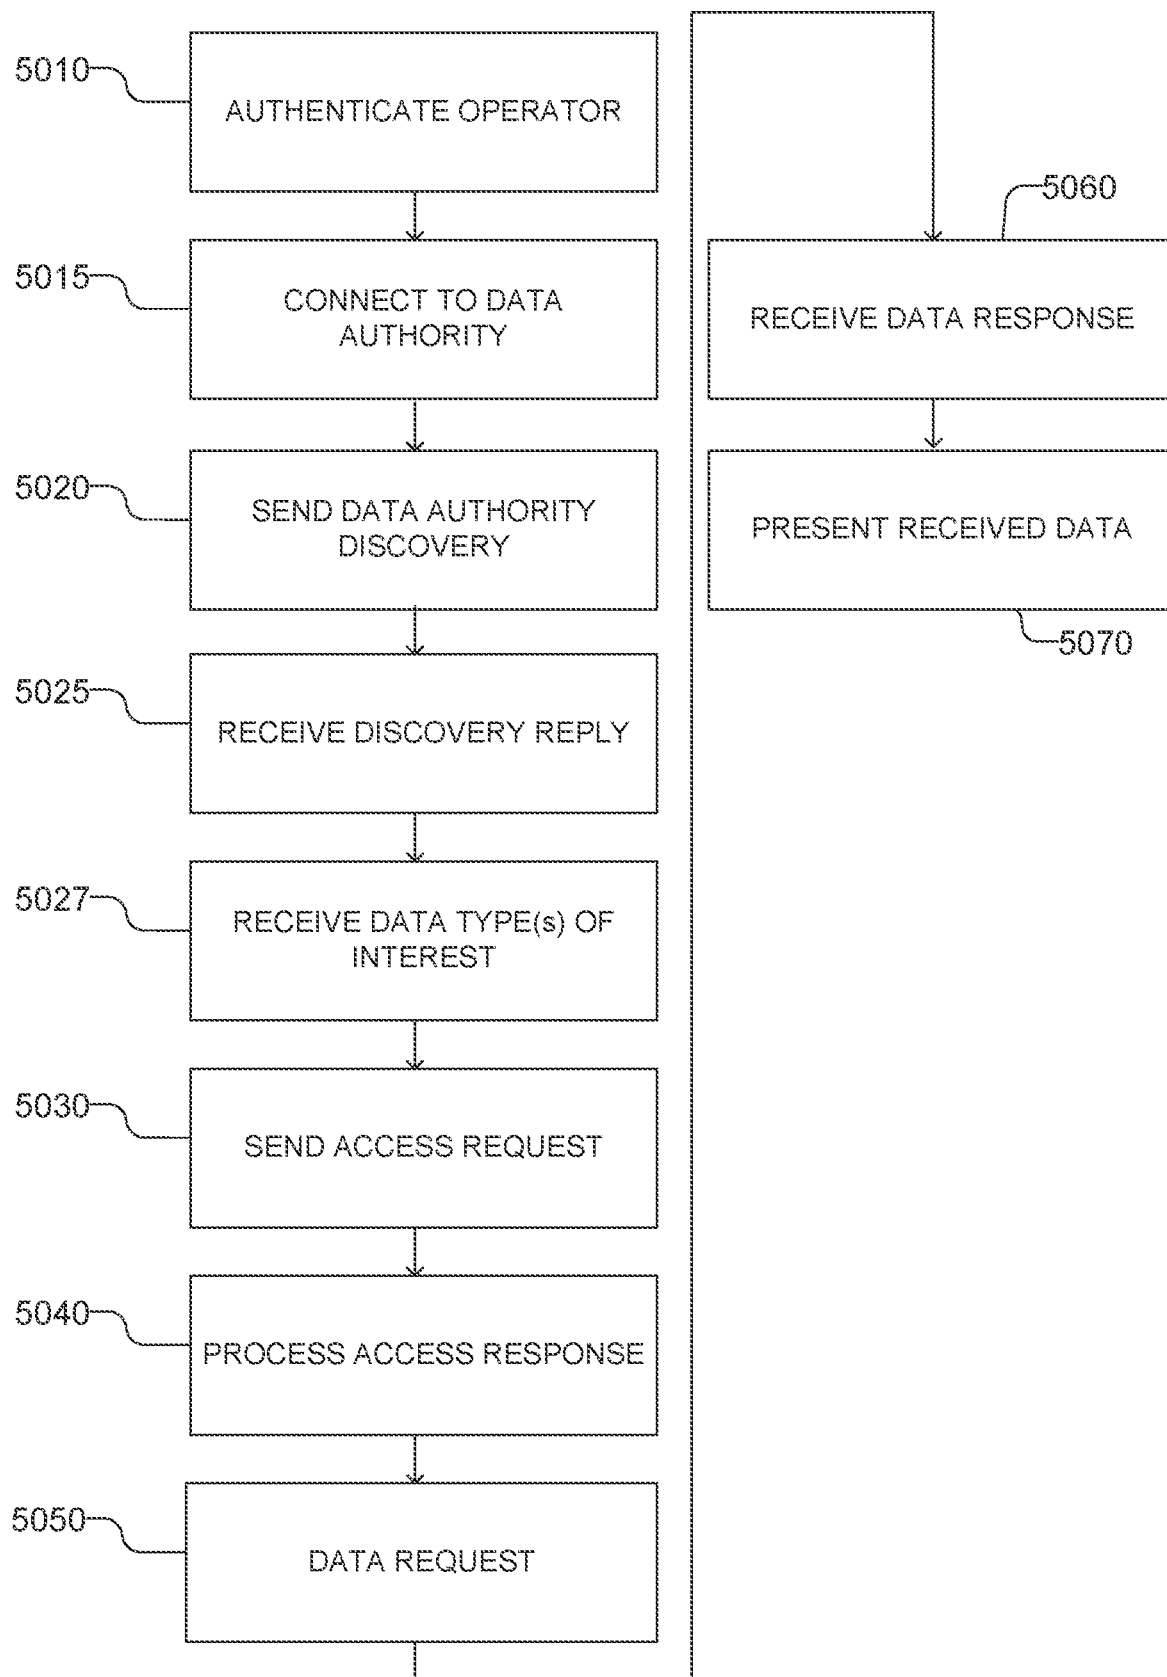 5010
AUTHENTICATE OPERATOR
5015
CONNECT TO DATA
AUTHORITY
5020
SEND DATA AUTHORITY
DISCOVERY
5025
RECEIVE DISCOVERY REPLY
5027
RECEIVE DATA TYPE(s) OF
INTEREST
5030
SEND ACCESS REQUEST
5040
PROCESS ACCESS RESPONSE
5050
DATA REQUEST
5060
RECEIVE DATA RESPONSE
PRESENT RECEIVED DATA
5070